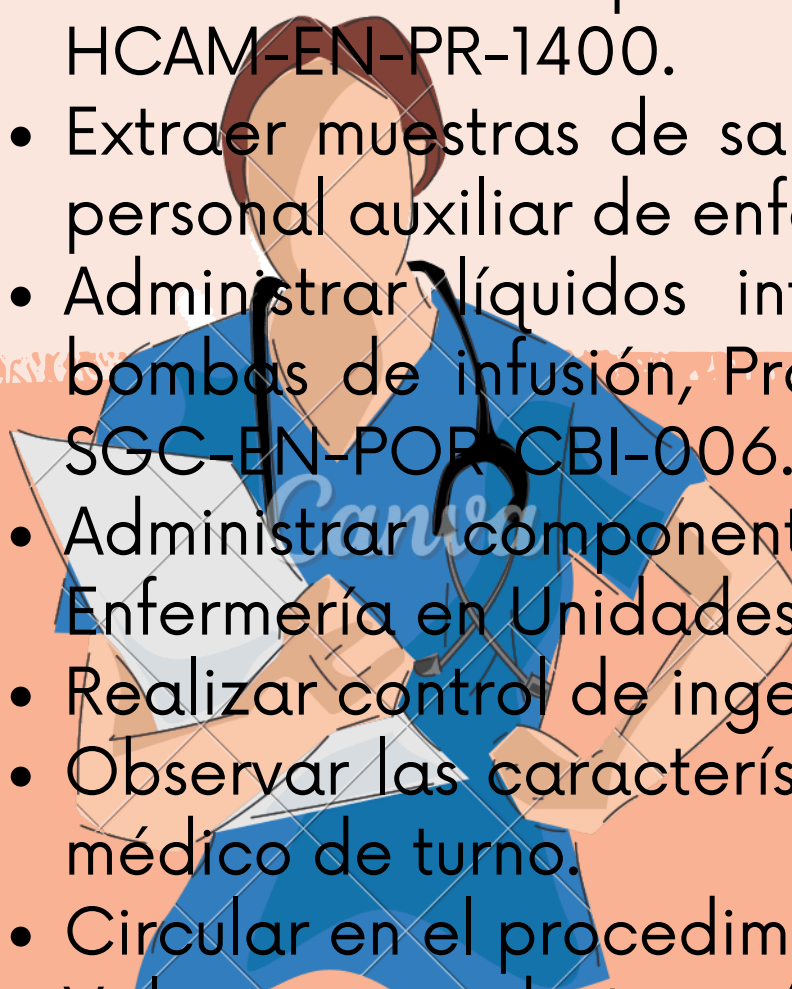 HCAM-EN-PR-1400.
• Extraer muestras de sa
personal auxiliar de enf
• Administrar líquidos in
bombas de infusión, Pr
SGC-EN-POR-CBI-006.
• Administrar component
Enfermería en Unidades
• Realizar control de inge
• Observar las caracterís
médico de turno.
• Circular en el procedim
Canva